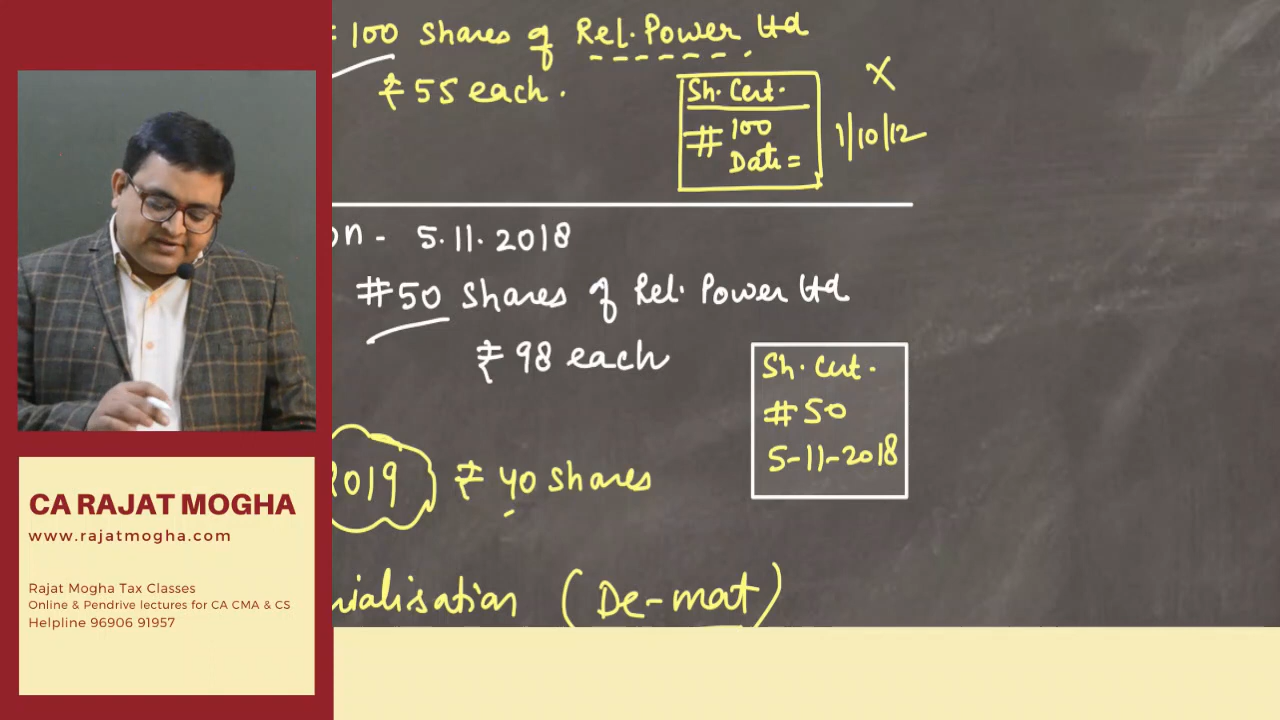 100 shares of Rel. Power Ltd
₹ 55 each.
X
Sh. Cert.
# 100
Date =
1/10/12
on - 5.11.2018
#50 shares of Rel. Power Ltd
₹ 98 each
Sh. Cert.
# 50
5-11-2018
2019 ₹ 40 shares
rialisation (De-mat)
CA RAJAT MOGHA
www.rajatmogha.com
Rajat Mogha Tax Classes
Online & Pendrive lectures for CA CMA & CS
Helpline 96906 91957